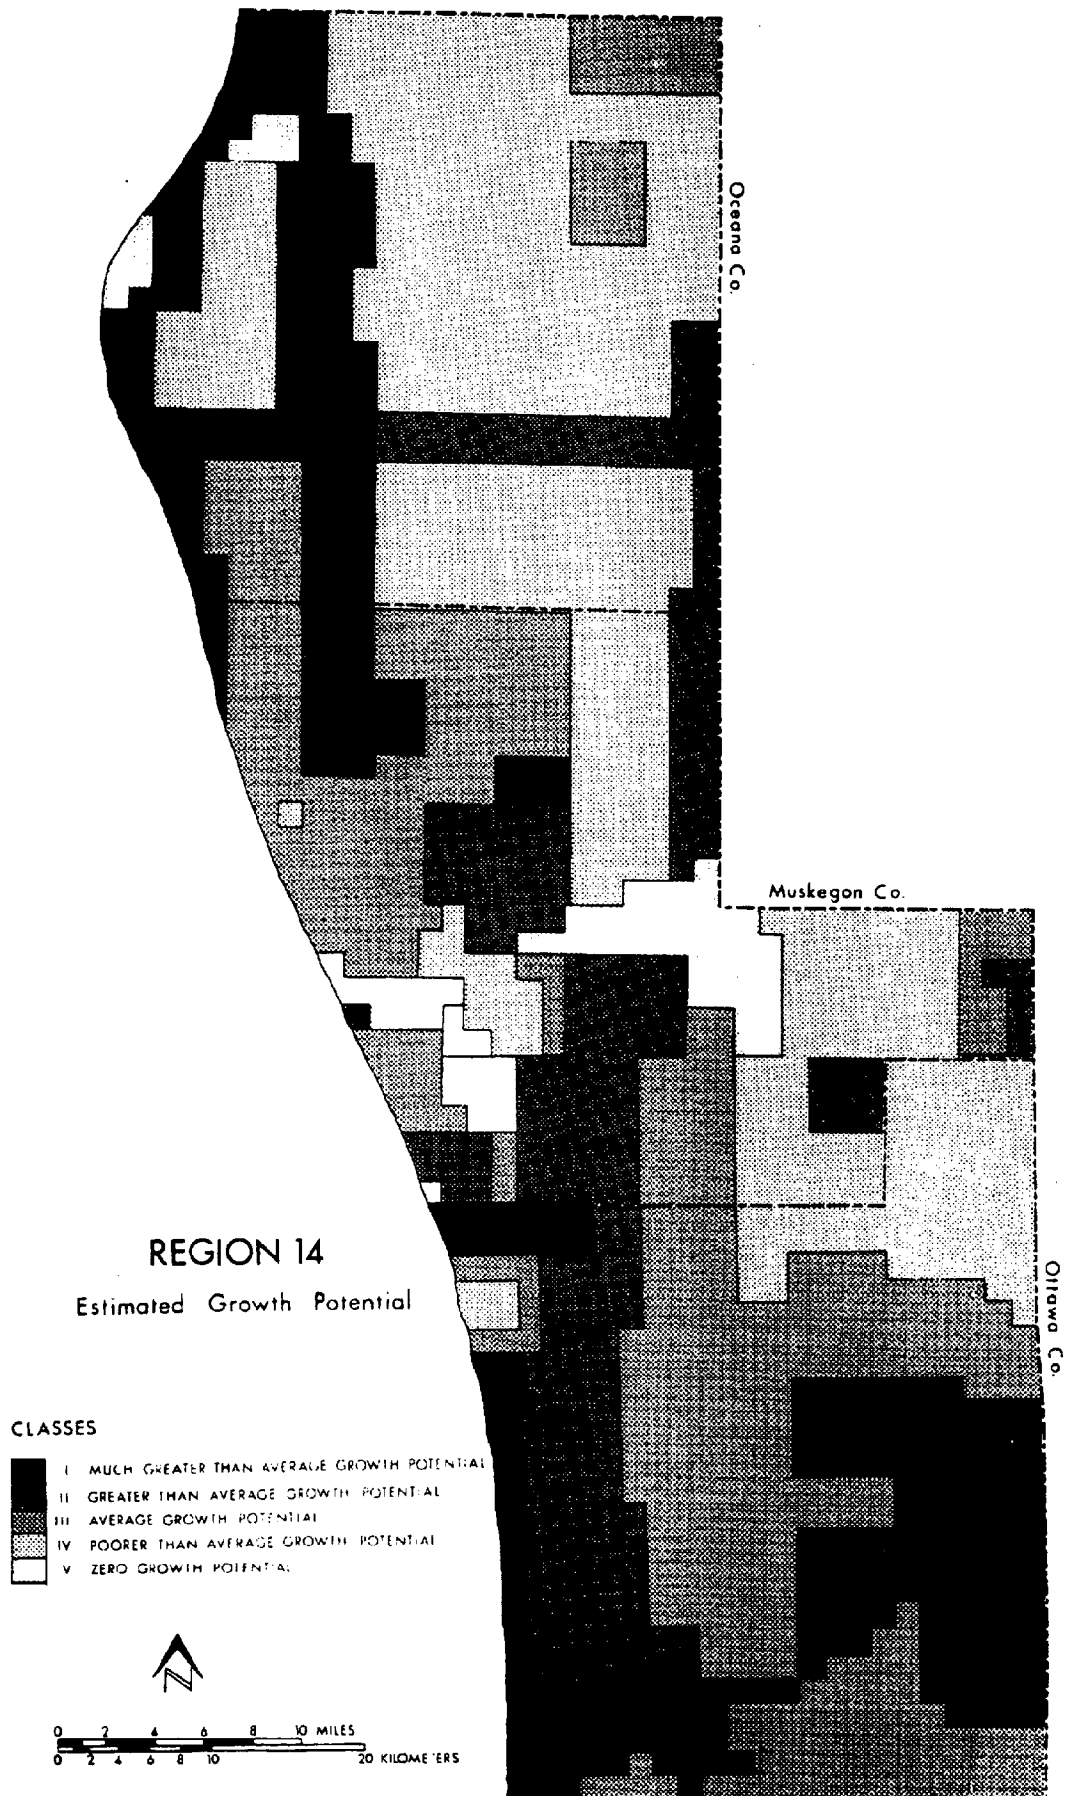 Oceana Co.
Muskegon Co.
Ottawa Co.
REGION 14
Estimated Growth Potential
CLASSES
I MUCH GREATER THAN AVERAGE GROWTH POTENTIAL
II GREATER THAN AVERAGE GROWTH POTENTIAL
III AVERAGE GROWTH POTENTIAL
IV POORER THAN AVERAGE GROWTH POTENTIAL
V ZERO GROWTH POTENTIAL
N
0 2 4 6 8 10 MILES
0 2 4 6 8 10 20 KILOMETERS